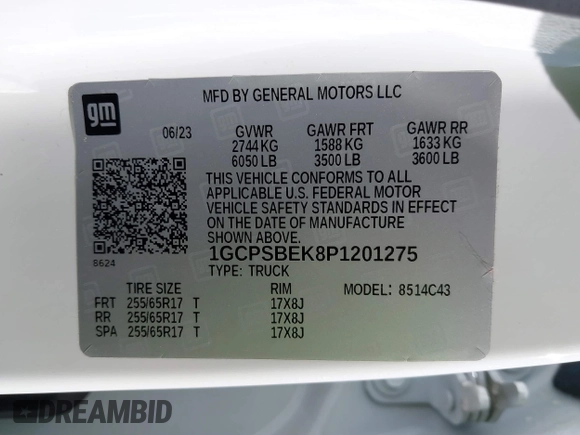 gm
MFD BY GENERAL MOTORS LLC
06/23 GVWR GAWR FRT GAWR RR
2744 KG 1588 KG 1633 KG
6050 LB 3500 LB 3600 LB
THIS VEHICLE CONFORMS TO ALL
APPLICABLE U.S. FEDERAL MOTOR
VEHICLE SAFETY STANDARDS IN EFFECT
ON THE DATE OF MANUFACTURE
SHOWN ABOVE.
8624
1GCPSBEK8P1201275
TYPE: TRUCK
TIRE SIZE RIM MODEL: 8514C43
FRT 255/65R17 T 17X8J
RR 255/65R17 T 17X8J
SPA 255/65R17 T 17X8J
DREAMBID